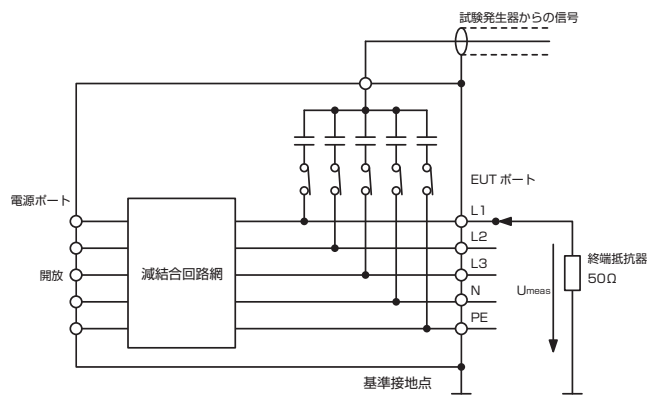 試験発生器からの信号
EUT ポート
電源ポート
L1
L2
減結合回路網
開放
L3
終端抵抗器
50Ω
N
Umeas
PE
基準接地点